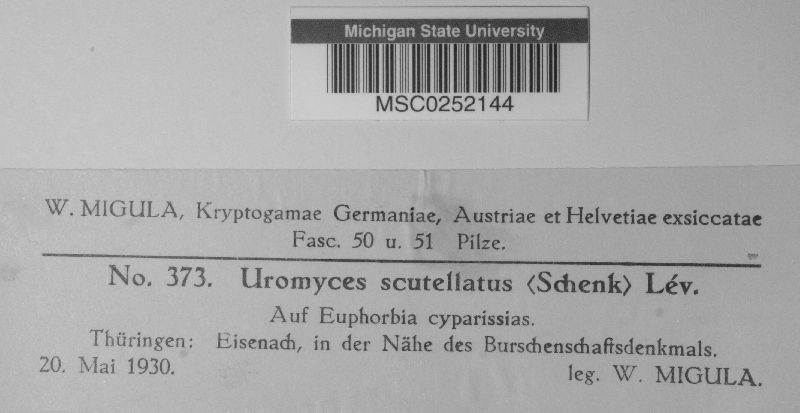 Michigan State University
MSC0252144
W. MIGULA, Kryptogamae Germaniae, Austriae et Helvetiae exsiccatae
Fasc. 50 u. 51 Pilze.
No. 373. Uromyces scutellatus ⟨Schenk⟩ Lév.
Auf Euphorbia cyparissias.
Thüringen: Eisenach, in der Nähe des Burschenschaftsdenkmals.
20. Mai 1930. leg. W. MIGULA.